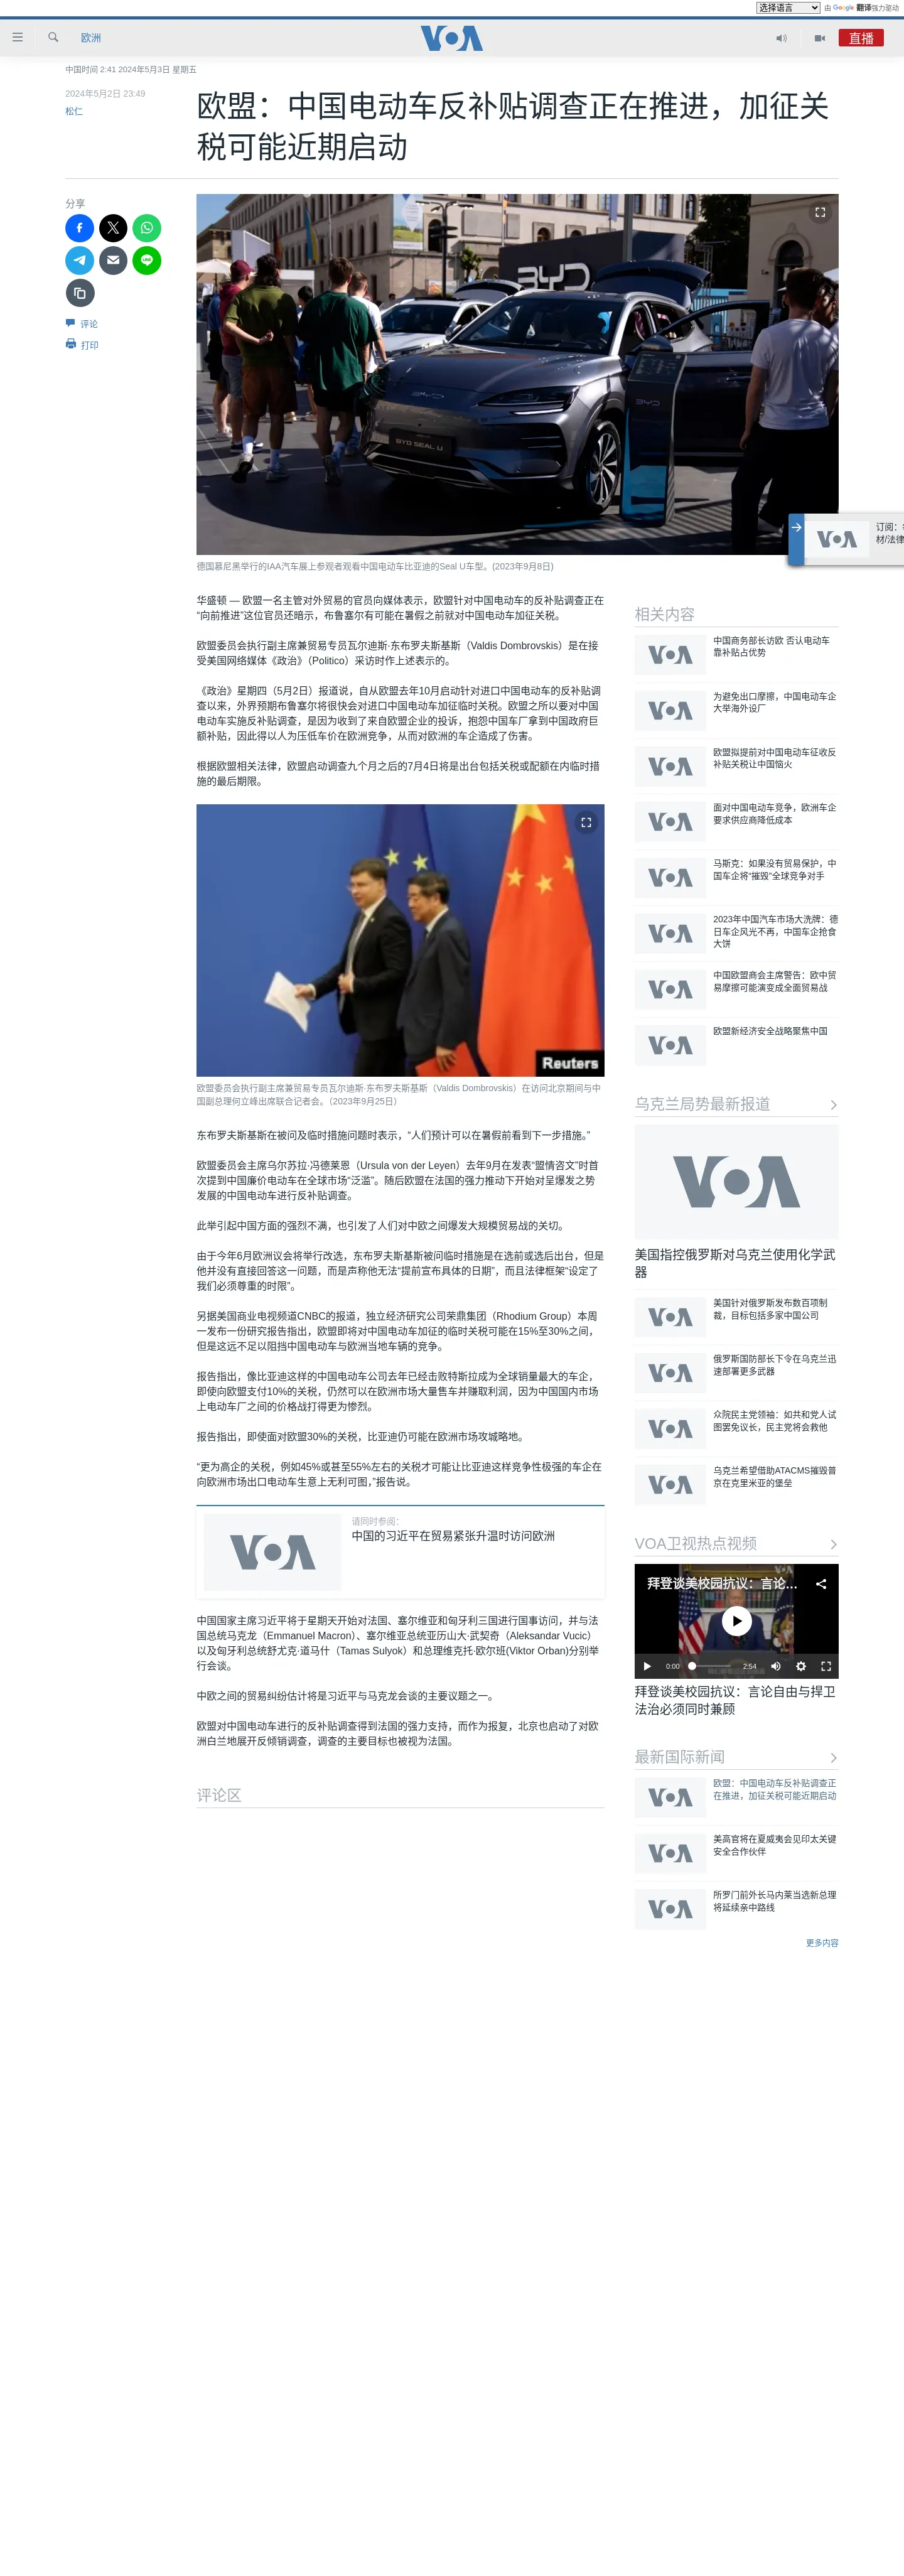 选择语言 由 Google 翻译强力驱动
欧洲
VOA
直播
中国时间 2:41 2024年5月3日 星期五
2024年5月2日 23:49
松仁
欧盟：中国电动车反补贴调查正在推进，加征关
税可能近期启动
分享
评论
打印
BYD
BYD
BYD SEAL U
德国慕尼黑举行的IAA汽车展上参观者观看中国电动车比亚迪的Seal U车型。(2023年9月8日)
VOA
订阅：
材/法律
华盛顿 — 欧盟一名主管对外贸易的官员向媒体表示，欧盟针对中国电动车的反补贴调查正在
“向前推进”这位官员还暗示，布鲁塞尔有可能在暑假之前就对中国电动车加征关税。
欧盟委员会执行副主席兼贸易专员瓦尔迪斯·东布罗夫斯基斯（Valdis Dombrovskis）是在接
受美国网络媒体《政治》（Politico）采访时作上述表示的。
《政治》星期四（5月2日）报道说，自从欧盟去年10月启动针对进口中国电动车的反补贴调
查以来，外界预期布鲁塞尔将很快会对进口中国电动车加征临时关税。欧盟之所以要对中国
电动车实施反补贴调查，是因为收到了来自欧盟企业的投诉，抱怨中国车厂拿到中国政府巨
额补贴，因此得以人为压低车价在欧洲竞争，从而对欧洲的车企造成了伤害。
根据欧盟相关法律，欧盟启动调查九个月之后的7月4日将是出台包括关税或配额在内临时措
施的最后期限。
Reuters
欧盟委员会执行副主席兼贸易专员瓦尔迪斯·东布罗夫斯基斯（Valdis Dombrovskis）在访问北京期间与中
国副总理何立峰出席联合记者会。（2023年9月25日）
东布罗夫斯基斯在被问及临时措施问题时表示，“人们预计可以在暑假前看到下一步措施。”
欧盟委员会主席乌尔苏拉·冯德莱恩（Ursula von der Leyen）去年9月在发表“盟情咨文”时首
次提到中国廉价电动车在全球市场“泛滥”。随后欧盟在法国的强力推动下开始对呈爆发之势
发展的中国电动车进行反补贴调查。
此举引起中国方面的强烈不满，也引发了人们对中欧之间爆发大规模贸易战的关切。
由于今年6月欧洲议会将举行改选，东布罗夫斯基斯被问临时措施是在选前或选后出台，但是
他并没有直接回答这一问题，而是声称他无法“提前宣布具体的日期”，而且法律框架“设定了
我们必须尊重的时限”。
另据美国商业电视频道CNBC的报道，独立经济研究公司荣鼎集团（Rhodium Group）本周
一发布一份研究报告指出，欧盟即将对中国电动车加征的临时关税可能在15%至30%之间，
但是这远不足以阻挡中国电动车与欧洲当地车辆的竞争。
报告指出，像比亚迪这样的中国电动车公司去年已经击败特斯拉成为全球销量最大的车企，
即使向欧盟支付10%的关税，仍然可以在欧洲市场大量售车并赚取利润，因为中国国内市场
上电动车厂之间的价格战打得更为惨烈。
报告指出，即使面对欧盟30%的关税，比亚迪仍可能在欧洲市场攻城略地。
“更为高企的关税，例如45%或甚至55%左右的关税才可能让比亚迪这样竞争性极强的车企在
向欧洲市场出口电动车生意上无利可图，”报告说。
VOA
请同时参阅：
中国的习近平在贸易紧张升温时访问欧洲
中国国家主席习近平将于星期天开始对法国、塞尔维亚和匈牙利三国进行国事访问，并与法
国总统马克龙（Emmanuel Macron）、塞尔维亚总统亚历山大·武契奇（Aleksandar Vucic）
以及匈牙利总统舒尤克·道马什（Tamas Sulyok）和总理维克托·欧尔班(Viktor Orban)分别举
行会谈。
中欧之间的贸易纠纷估计将是习近平与马克龙会谈的主要议题之一。
欧盟对中国电动车进行的反补贴调查得到法国的强力支持，而作为报复，北京也启动了对欧
洲白兰地展开反倾销调查，调查的主要目标也被视为法国。
评论区
相关内容
VOA
中国商务部长访欧 否认电动车
靠补贴占优势
VOA
为避免出口摩擦，中国电动车企
大举海外设厂
VOA
欧盟拟提前对中国电动车征收反
补贴关税让中国恼火
VOA
面对中国电动车竞争，欧洲车企
要求供应商降低成本
VOA
马斯克：如果没有贸易保护，中
国车企将“摧毁”全球竞争对手
VOA
2023年中国汽车市场大洗牌：德
日车企风光不再，中国车企抢食
大饼
VOA
中国欧盟商会主席警告：欧中贸
易摩擦可能演变成全面贸易战
VOA
欧盟新经济安全战略聚焦中国
乌克兰局势最新报道
VOA
美国指控俄罗斯对乌克兰使用化学武
器
VOA
美国针对俄罗斯发布数百项制
裁，目标包括多家中国公司
VOA
俄罗斯国防部长下令在乌克兰迅
速部署更多武器
VOA
众院民主党领袖：如共和党人试
图罢免议长，民主党将会救他
VOA
乌克兰希望借助ATACMS摧毁普
京在克里米亚的堡垒
VOA卫视热点视频
拜登谈美校园抗议：言论...
0:00 2:54
拜登谈美校园抗议：言论自由与捍卫
法治必须同时兼顾
最新国际新闻
VOA
欧盟：中国电动车反补贴调查正
在推进，加征关税可能近期启动
VOA
美高官将在夏威夷会见印太关键
安全合作伙伴
VOA
所罗门前外长马内莱当选新总理
将延续亲中路线
更多内容